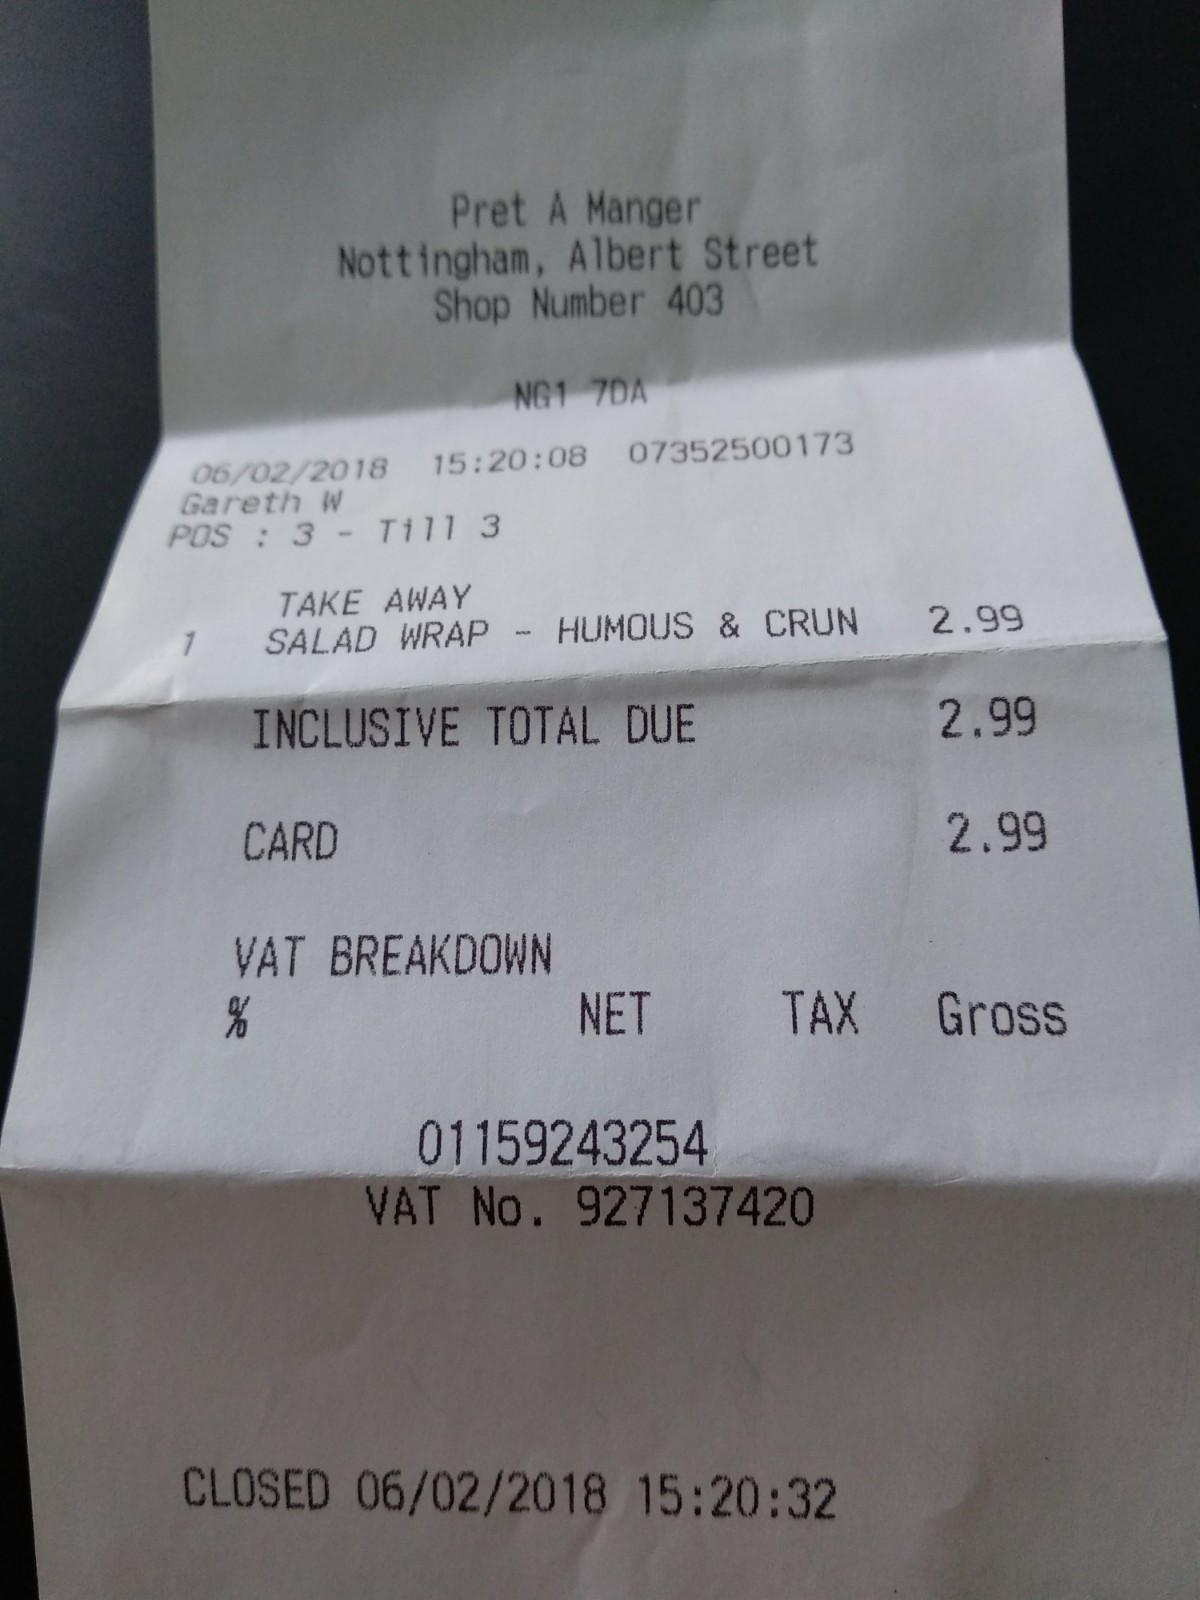 Pret A Manger
Nottingham, Albert Street
Shop Number 403
NG1 7DA
06/02/2018 15:20:08 07352500173
Gareth W
POS : 3 - Till 3
TAKE AWAY
1 SALAD WRAP - HUMOUS & CRUN 2.99
INCLUSIVE TOTAL DUE 2.99
CARD 2.99
VAT BREAKDOWN
% NET TAX Gross
01159243254
VAT No. 927137420
CLOSED 06/02/2018 15:20:32